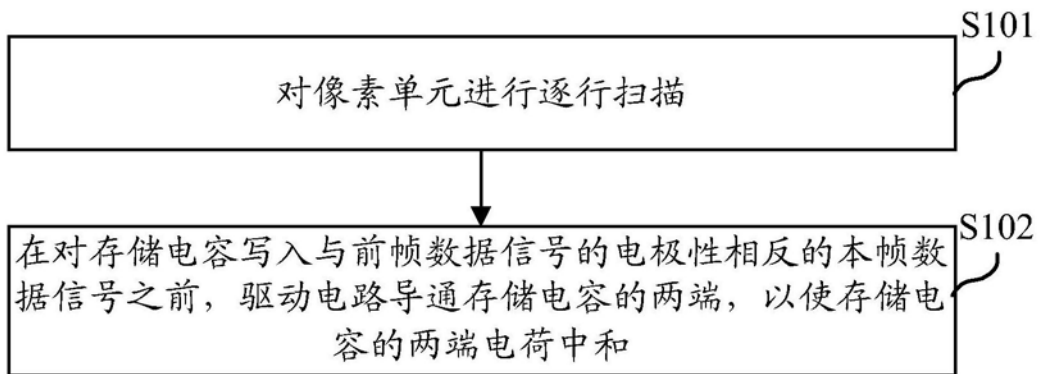 S101
对像素单元进行逐行扫描
S102
在对存储电容写入与前帧数据信号的电极性相反的本帧数
据信号之前，驱动电路导通存储电容的两端，以使存储电
容的两端电荷中和